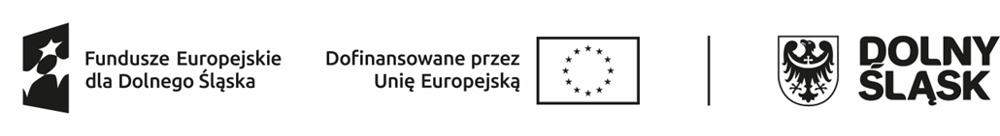 Fundusze Europejskie
dla Dolnego Śląska
Dofinansowane przez
Unię Europejską
DOLNY
ŚLĄSK